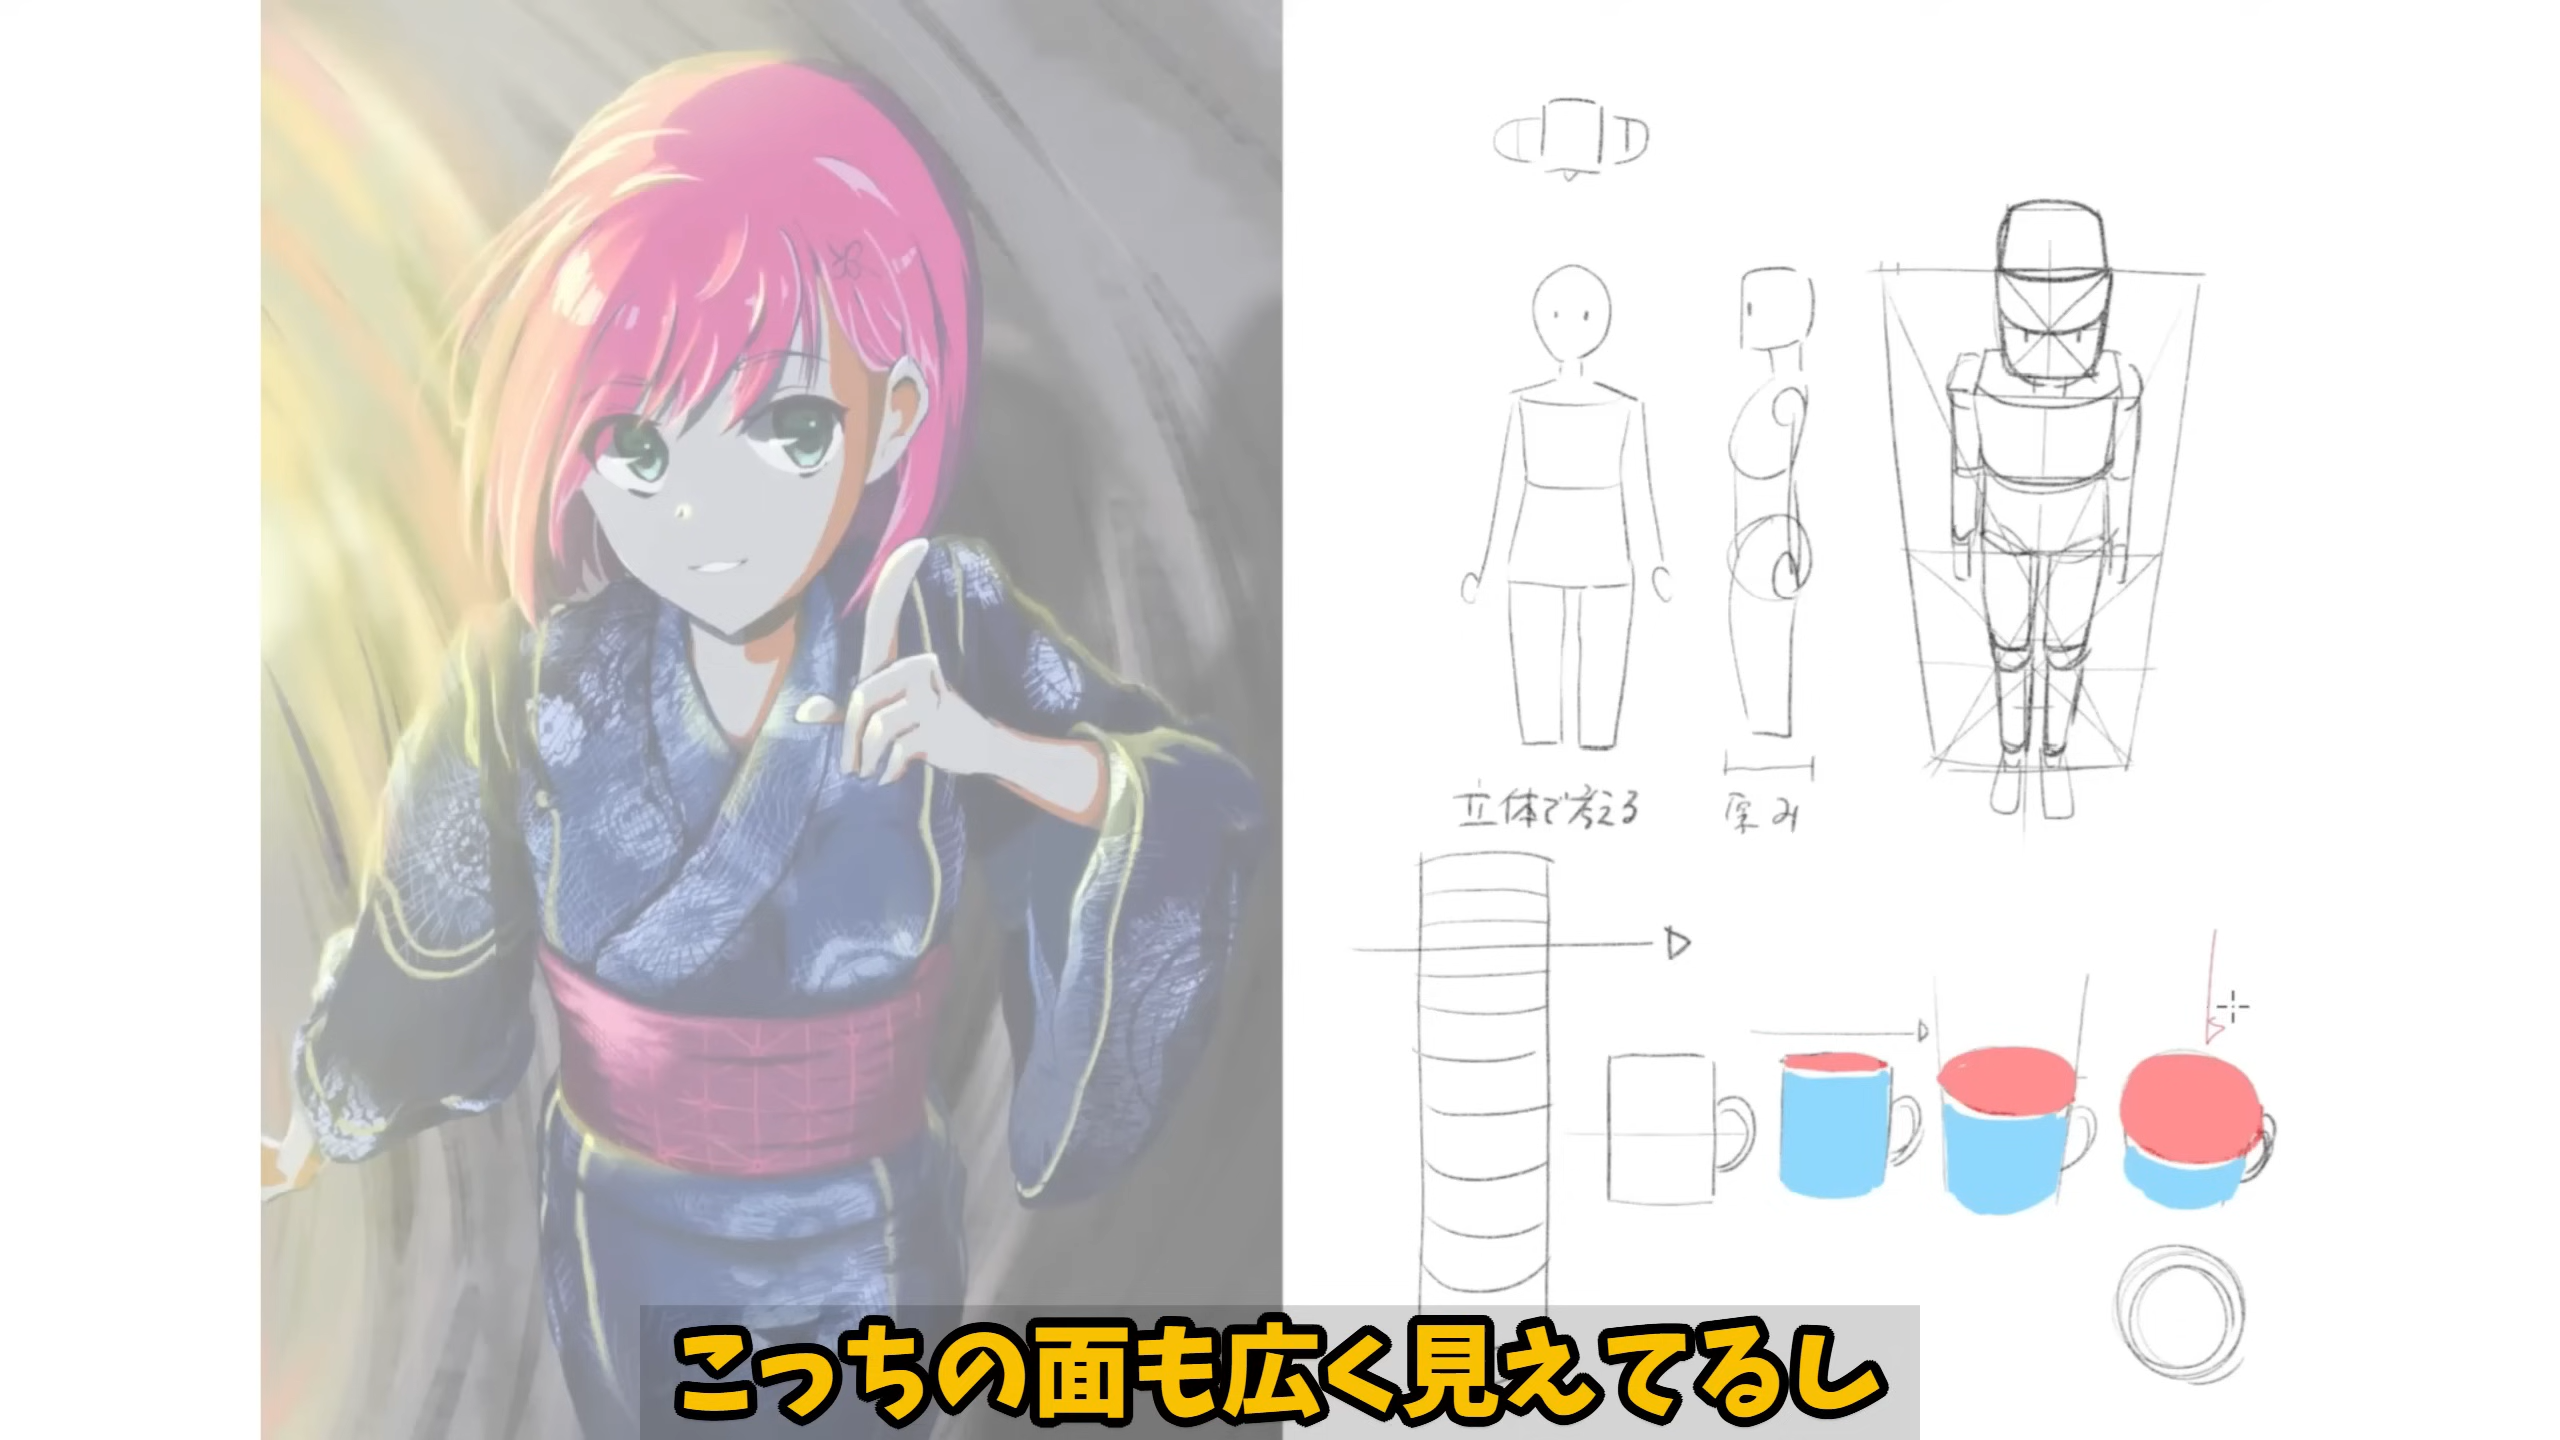 立体で考える
厚み
こっちの面も広く見えてるし